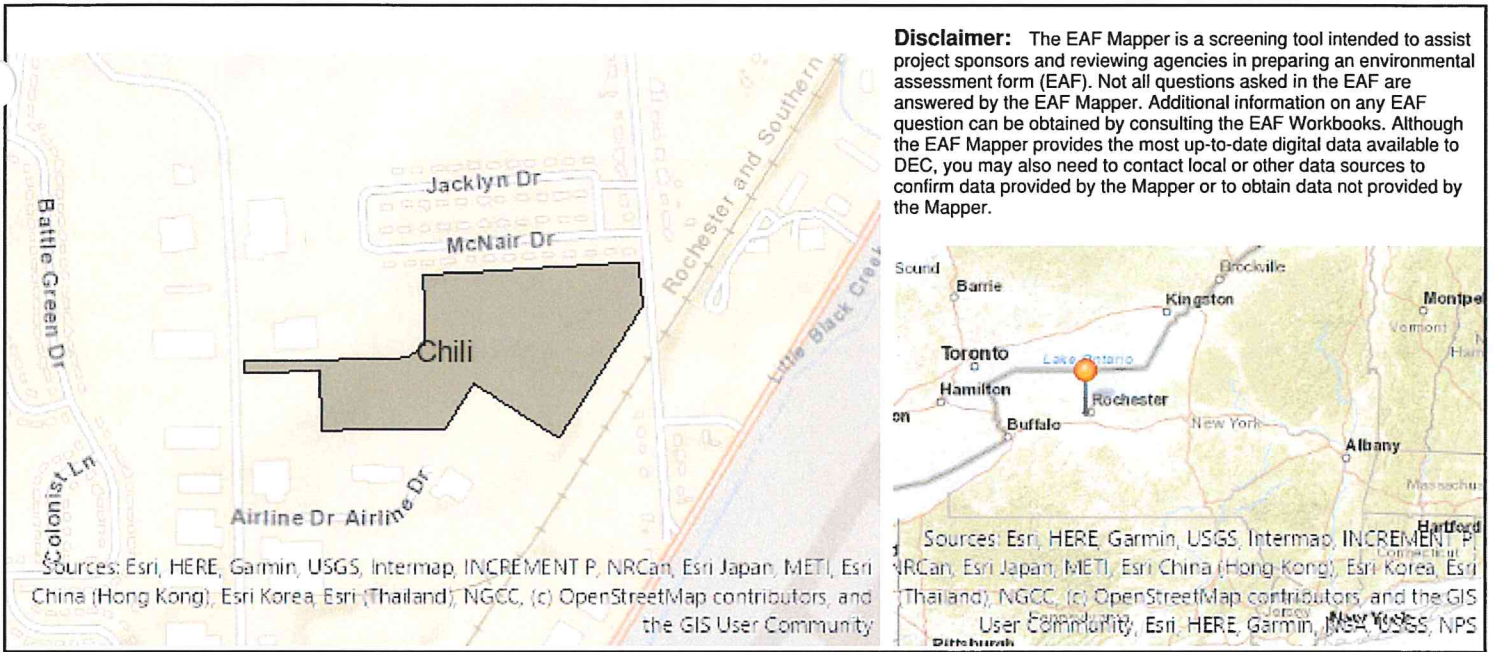 Disclaimer: The EAF Mapper is a screening tool intended to assist
project sponsors and reviewing agencies in preparing an environmental
assessment form (EAF). Not all questions asked in the EAF are
answered by the EAF Mapper. Additional information on any EAF
question can be obtained by consulting the EAF Workbooks. Although
the EAF Mapper provides the most up-to-date digital data available to
DEC, you may also need to contact local or other data sources to
confirm data provided by the Mapper or to obtain data not provided by
the Mapper.
Jacklyn Dr
McNair Dr
Rochester and Southern
Battle Green Dr
Little Black Creek
Chili
Colonist Ln
Airline Dr Airline Dr
Sources: Esri, HERE, Garmin, USGS, Intermap, INCREMENT P, NRCan, Esri Japan, METI, Esri
China (Hong Kong), Esri Korea, Esri (Thailand), NGCC, (c) OpenStreetMap contributors, and
the GIS User Community
Sound
Barrie
Brockville
Kingston
Montpe
Vermont
Toronto
Lake Ontario
Hamilton
Rochester
Buffalo
New York
Albany
Massachus
Hartford
Connecticut
Sources: Esri, HERE, Garmin, USGS, Intermap, INCREMENT P,
NRCan, Esri Japan, METI, Esri China (Hong Kong), Esri Korea, Esri
(Thailand), NGCC, (c) OpenStreetMap contributors, and the GIS
User Community, Esri, HERE, Garmin, NGA, USGS, NPS
New York
Pittsburgh